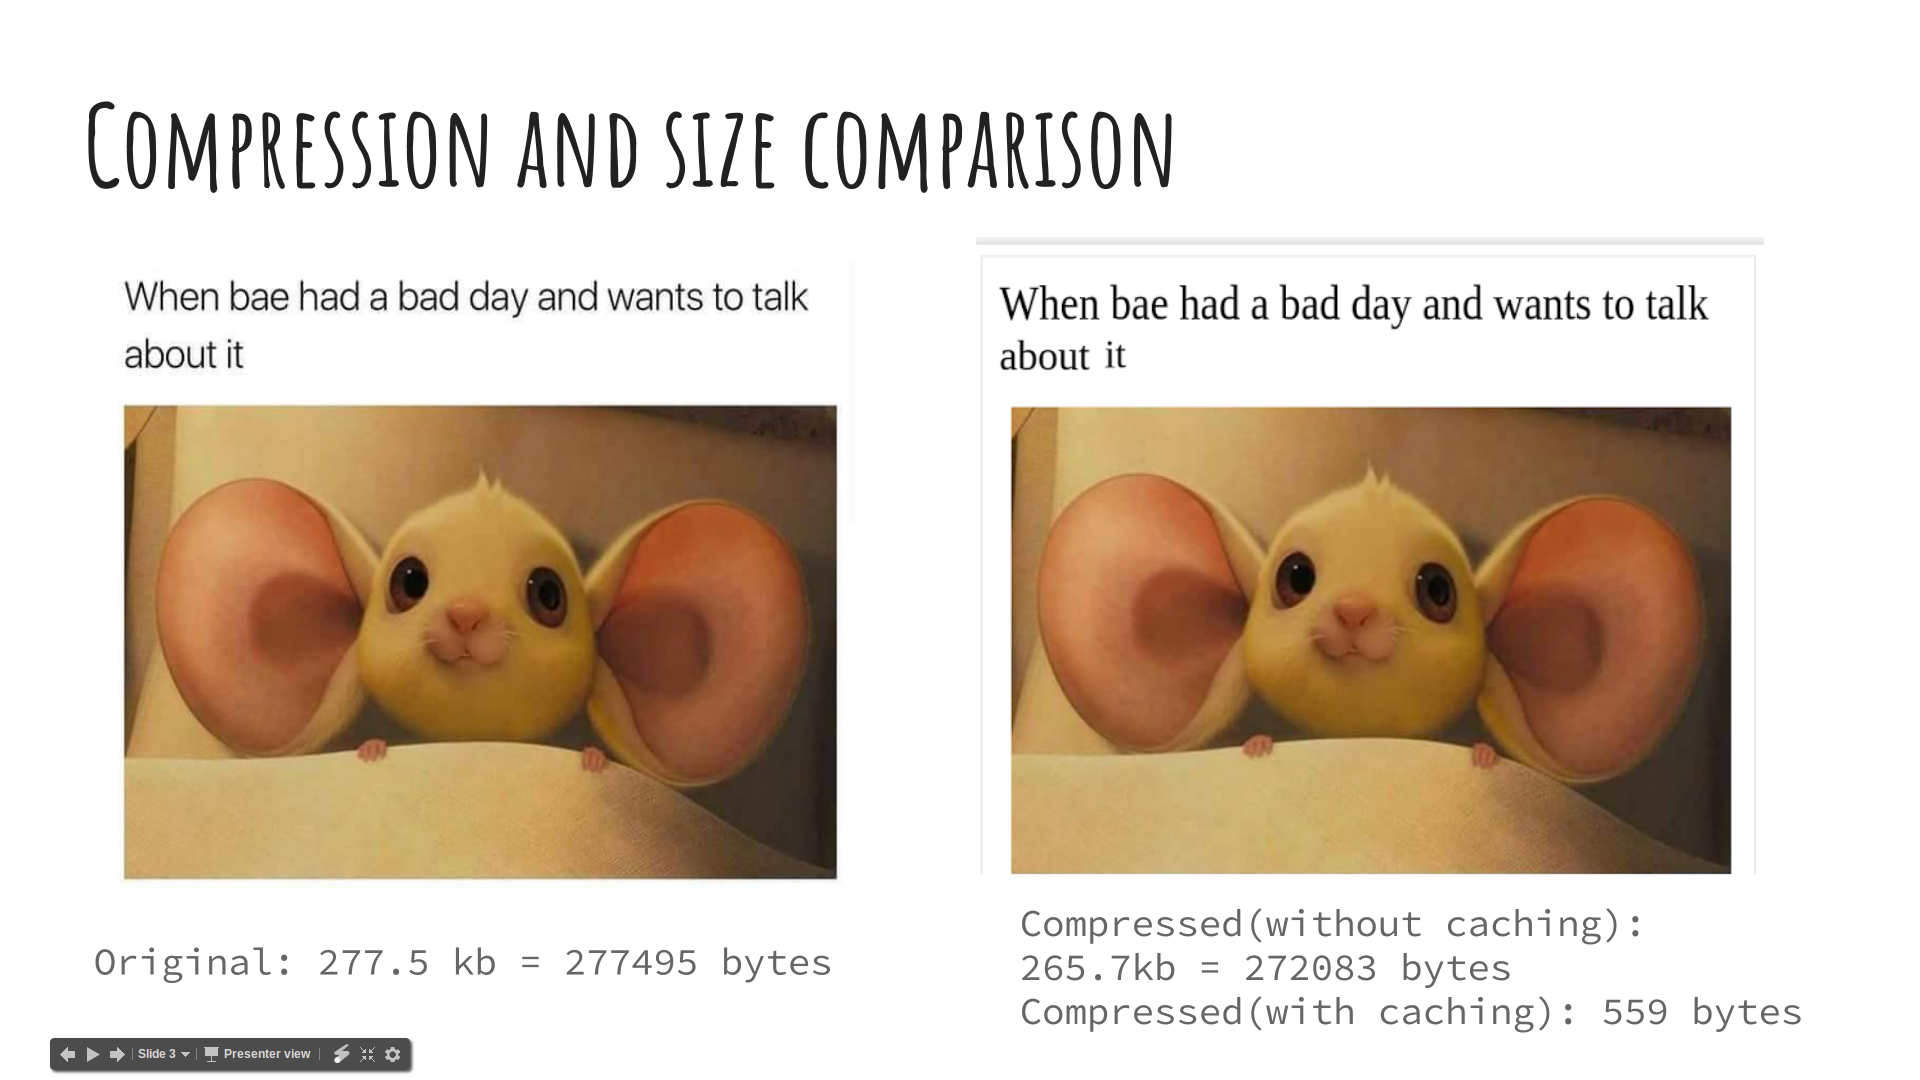 Compression and size comparison
When bae had a bad day and wants to talk
about it
When bae had a bad day and wants to talk
about it
Original: 277.5 kb = 277495 bytes
Compressed(without caching):
265.7kb = 272083 bytes
Compressed(with caching): 559 bytes
Slide 3
Presenter view